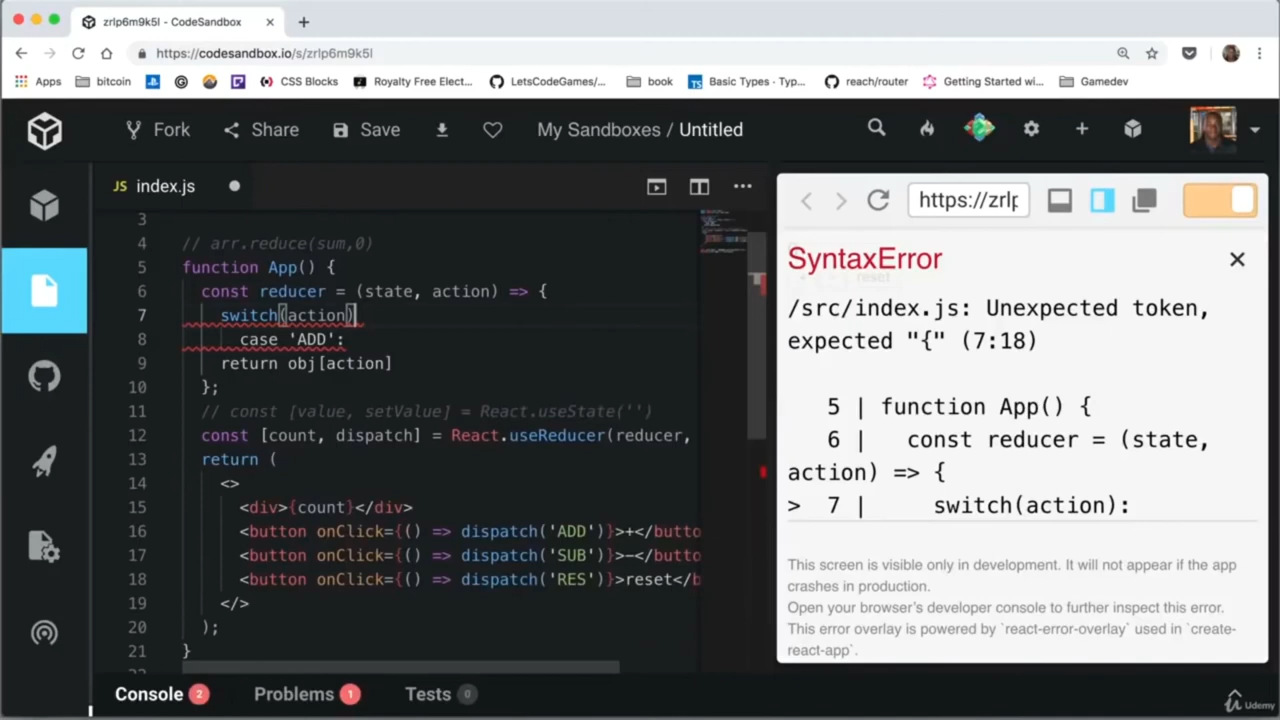 zrlp6m9k5l - CodeSandbox
https://codesandbox.io/s/zrlp6m9k5l
Apps bitcoin CSS Blocks Royalty Free Elect... LetsCodeGames/... book TS Basic Types - Typ... reach/router Getting Started wi... Gamedev
Fork Share Save My Sandboxes / Untitled
JS index.js
https://zrlp
3
4 // arr.reduce(sum,0)
5 function App() {
6 const reducer = (state, action) => {
7 switch(action)
8 case 'ADD':
9 return obj[action]
10 };
11 // const [value, setValue] = React.useState('')
12 const [count, dispatch] = React.useReducer(reducer,
13 return (
14 <>
15 <div>{count}</div>
16 <button onClick={() => dispatch('ADD')}>+</butto
17 <button onClick={() => dispatch('SUB')}>−</butto
18 <button onClick={() => dispatch('RES')}>reset</b
19 </>
20 );
21 }
SyntaxError
reset
/src/index.js: Unexpected token,
expected "{" (7:18)
5 | function App() {
6 | const reducer = (state,
action) => {
> 7 | switch(action):
This screen is visible only in development. It will not appear if the app
crashes in production.
Open your browser's developer console to further inspect this error.
This error overlay is powered by `react-error-overlay` used in `create-
react-app`.
Console 2 Problems 1 Tests 0
Udemy